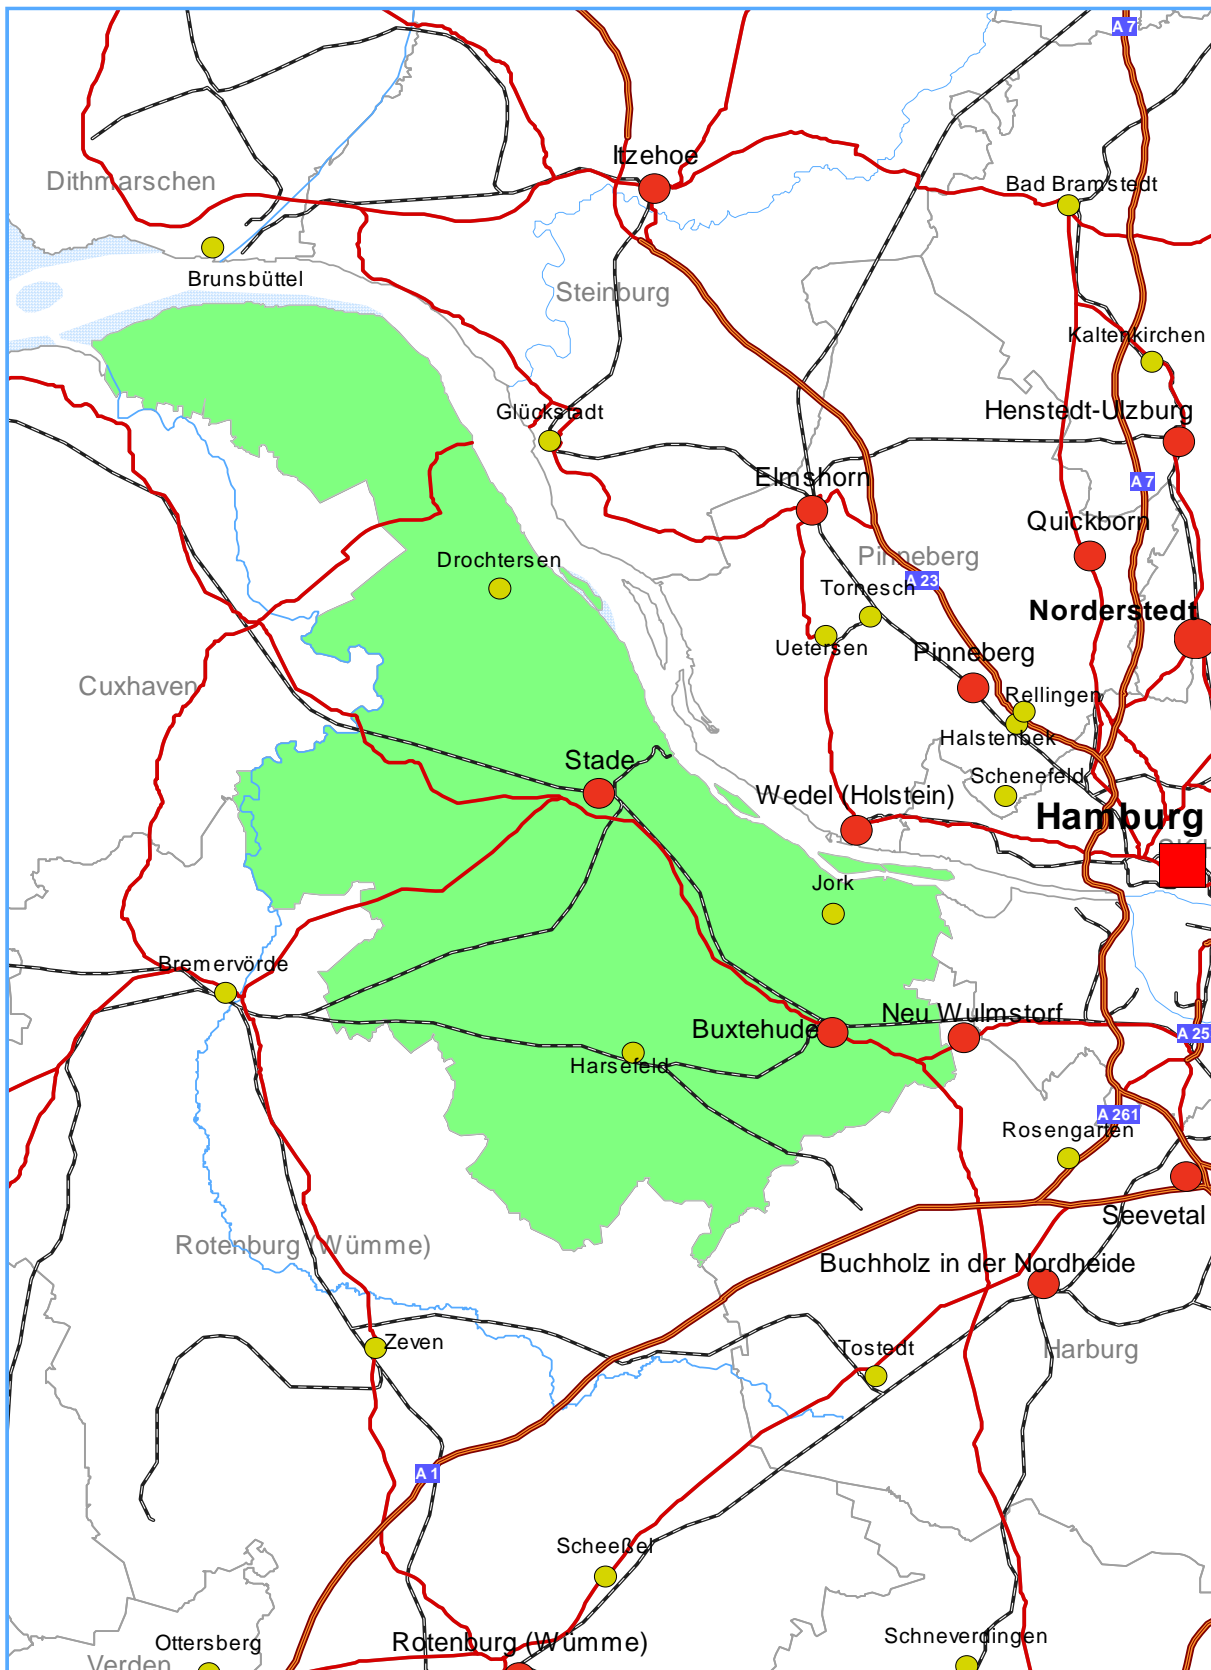 A 7
Itzehoe
Dithmarschen
Bad Bramstedt
Brunsbüttel
Steinburg
Kaltenkirchen
Glückstadt
Henstedt-Ulzburg
Elmshorn
A 7
Quickborn
Drochtersen
Pinneberg
A 23
Tornesch
Norderstedt
Uetersen
Pinneberg
Cuxhaven
Rellingen
Halstenbek
Stade
Schenefeld
Wedel (Holstein)
Hamburg
SK H
Jork
Bremervörde
Neu Wulmstorf
Buxtehude
A 25
Harsefeld
A 261
Rosengarten
Seevetal
Rotenburg (Wümme)
Buchholz in der Nordheide
Zeven
Tostedt
Harburg
A 1
Scheeßel
Ottersberg
Rotenburg (Wümme)
Schneverdingen
Verden